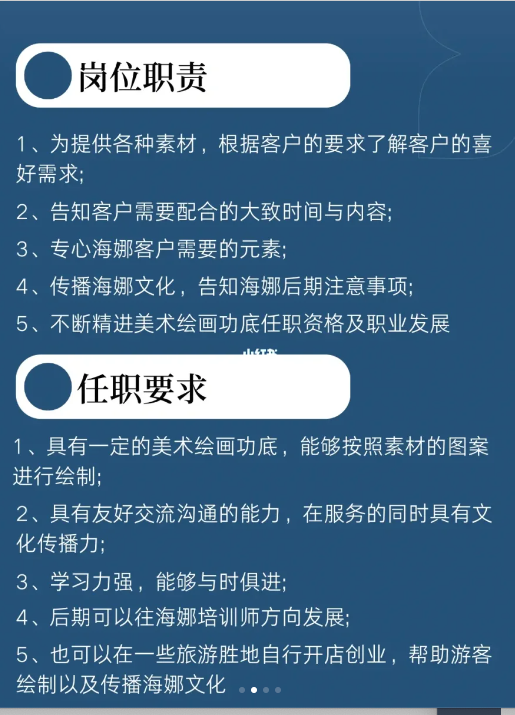 岗位职责
1、为提供各种素材，根据客户的要求了解客户的喜
好需求;
2、告知客户需要配合的大致时间与内容;
3、专心海娜客户需要的元素;
4、传播海娜文化，告知海娜后期注意事项;
5、不断精进美术绘画功底任职资格及职业发展
任职要求
1、具有一定的美术绘画功底，能够按照素材的图案
进行绘制;
2、具有友好交流沟通的能力，在服务的同时具有文
化传播力;
3、学习力强，能够与时俱进;
4、后期可以往海娜培训师方向发展;
5、也可以在一些旅游胜地自行开店创业，帮助游客
绘制以及传播海娜文化